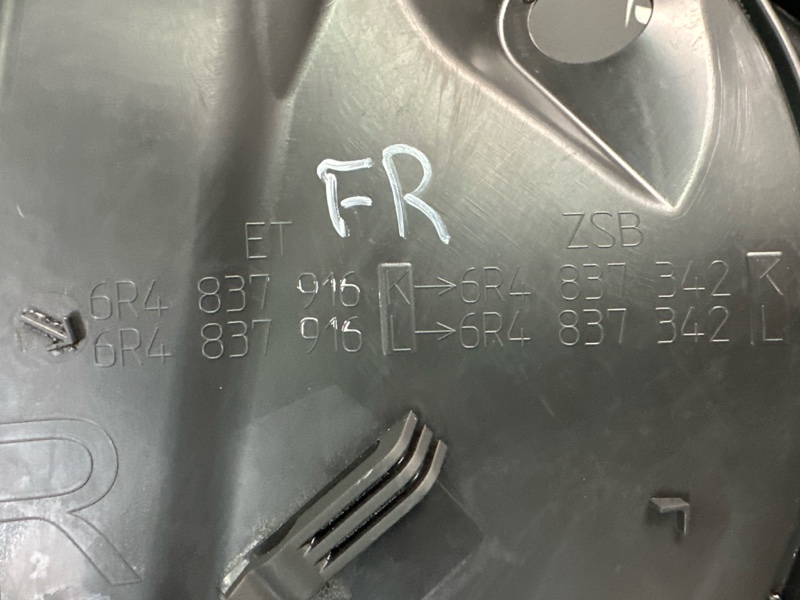 FR
ET ZSB
6R4 837 916 K → 6R4 837 342 K
6R4 837 916 L → 6R4 837 342 L
R